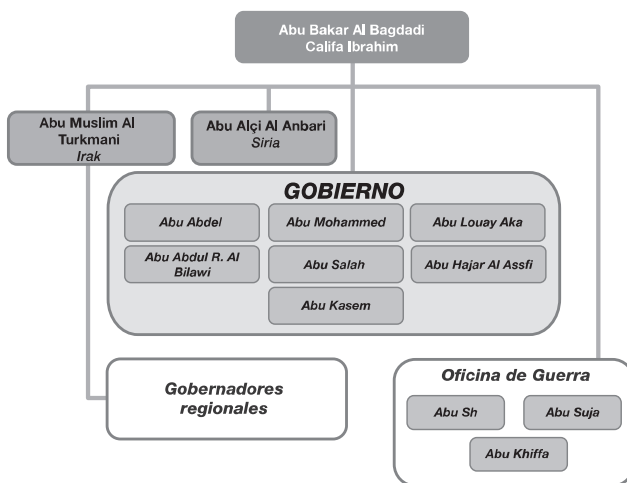 Abu Bakar Al Bagdadi
Califa Ibrahim
Abu Muslim Al
Turkmani
Irak
Abu Alçi Al Anbari
Siria
GOBIERNO
Abu Abdel
Abu Mohammed
Abu Louay Aka
Abu Abdul R. Al
Bilawi
Abu Salah
Abu Hajar Al Assfi
Abu Kasem
Gobernadores
regionales
Oficina de Guerra
Abu Sh
Abu Suja
Abu Khiffa